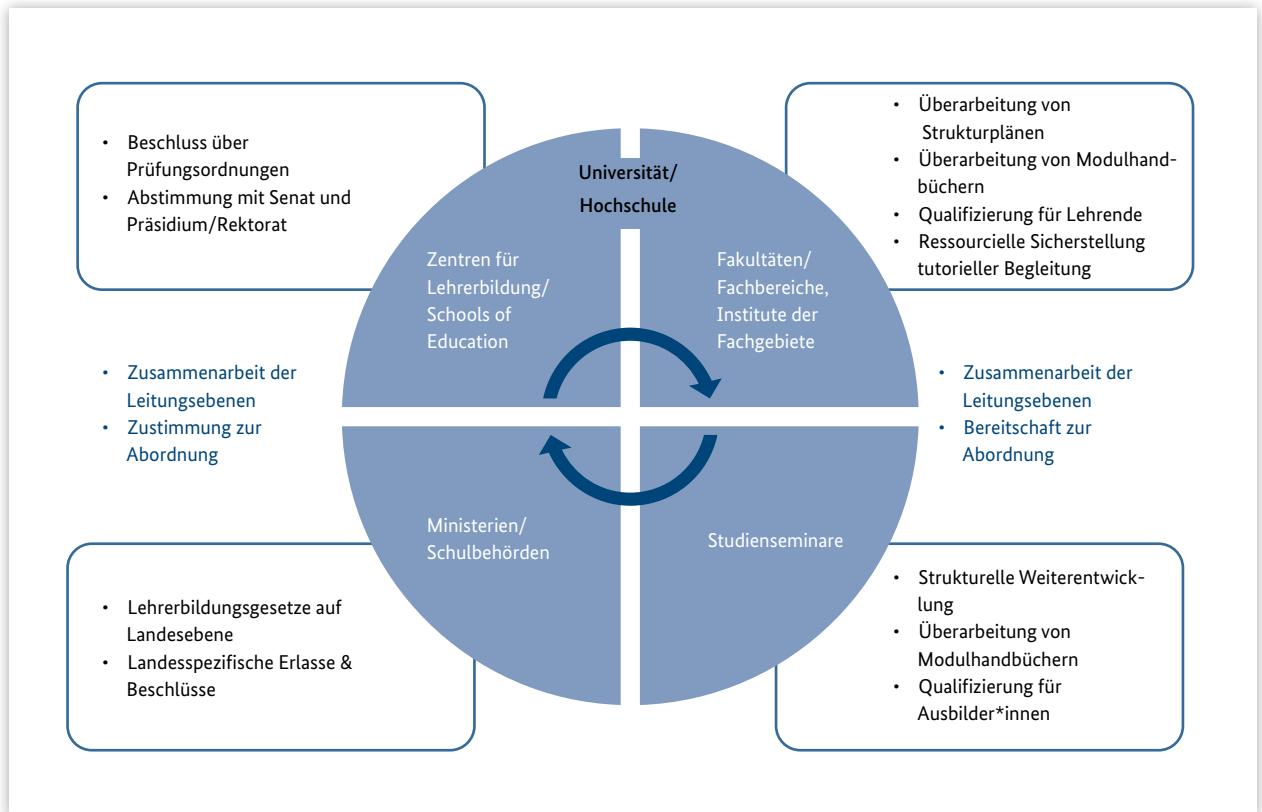 • Beschluss über
Prüfungsordnungen
• Abstimmung mit Senat und
Präsidium/Rektorat
Universität/
Hochschule
• Überarbeitung von
Strukturplänen
• Überarbeitung von Modulhand-
büchern
• Qualifizierung für Lehrende
• Ressourcielle Sicherstellung
tutorieller Begleitung
Zentren für
Lehrerbildung/
Schools of
Education
Fakultäten/
Fachbereiche,
Institute der
Fachgebiete
• Zusammenarbeit der
Leitungsebenen
• Zustimmung zur
Abordnung
• Zusammenarbeit der
Leitungsebenen
• Bereitschaft zur
Abordnung
Ministerien/
Schulbehörden
Studienseminare
• Lehrerbildungsgesetze auf
Landesebene
• Landesspezifische Erlasse &
Beschlüsse
• Strukturelle Weiterentwick-
lung
• Überarbeitung von
Modulhandbüchern
• Qualifizierung für
Ausbilder*innen